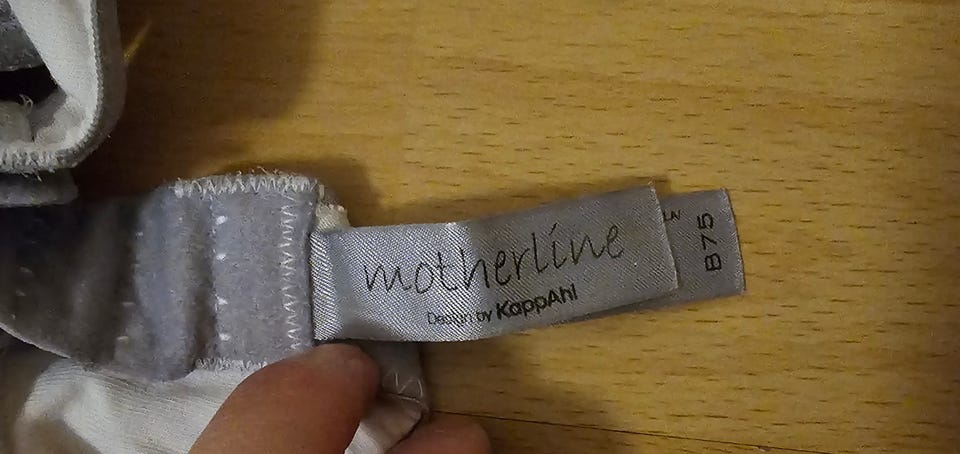 motherline
Design by KappAhl
B75